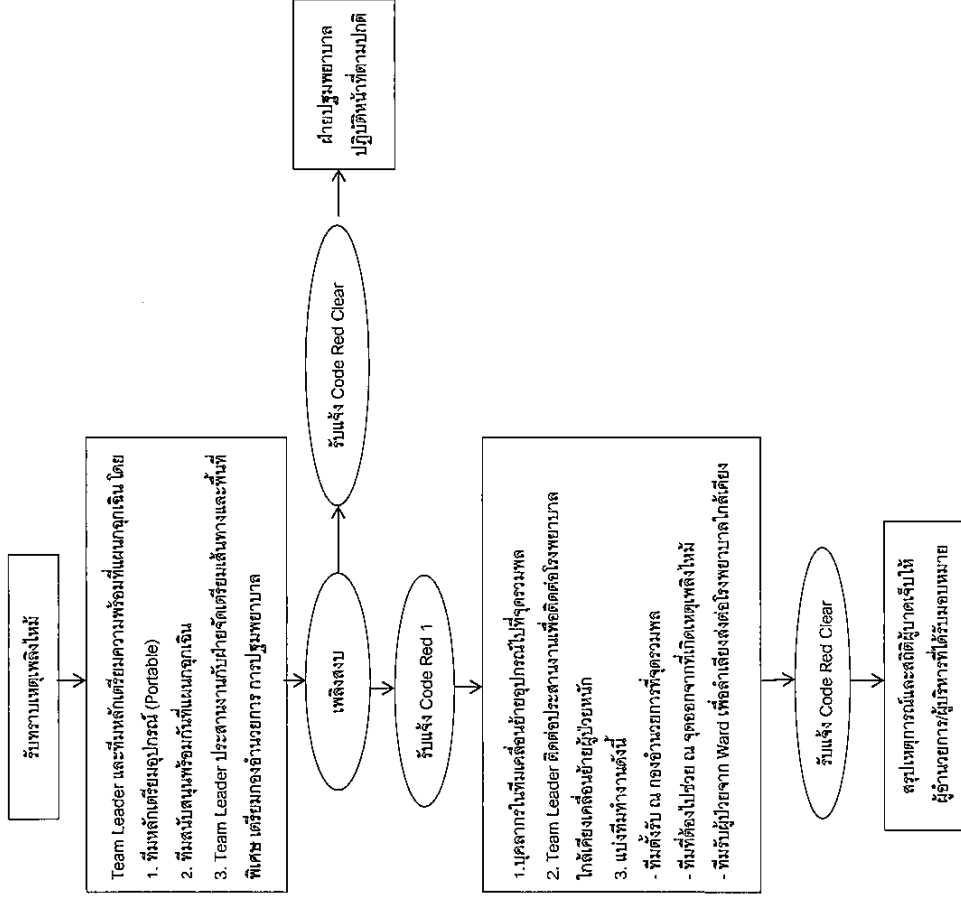 รับทราบเหตุเพลิงไหม้
Team Leader และทีมหลักเตรียมความพร้อมที่แผนกฉุกเฉิน โดย
1. ทีมหลักเตรียมอุปกรณ์ (Portable)
2. ทีมสนับสนุนพร้อมกันที่แผนกฉุกเฉิน
3. Team Leader ประสานงานกับฝ่ายจัดเตรียมเส้นทางและพื้นที่
พิเศษ เตรียมกองอำนวยการ การปฐมพยาบาล
เพลิงสงบ
รับแจ้ง Code Red Clear
ฝ่ายปฐมพยาบาล
ปฏิบัติหน้าที่ตามปกติ
รับแจ้ง Code Red 1
1.บุคลากรในทีมเคลื่อนย้ายอุปกรณ์ไปที่จุดรวมพล
2. Team Leader ติดต่อประสานงานเพื่อติดต่อโรงพยาบาล
ใกล้เคียงเคลื่อนย้ายผู้ป่วยหนัก
3. แบ่งทีมทำงานดังนี้
- ทีมตั้งรับ ณ กองอำนวยการที่จุดรวมพล
- ทีมที่ต้องไปช่วย ณ จุดออกจากที่เกิดเหตุเพลิงไหม้
- ทีมรับผู้ป่วยจาก Ward เพื่อลำเลียงส่งต่อโรงพยาบาลใกล้เคียง
รับแจ้ง Code Red Clear
สรุปเหตุการณ์และสถิติผู้บาดเจ็บให้
ผู้อำนวยการ/ผู้บริหารที่ได้รับมอบหมาย